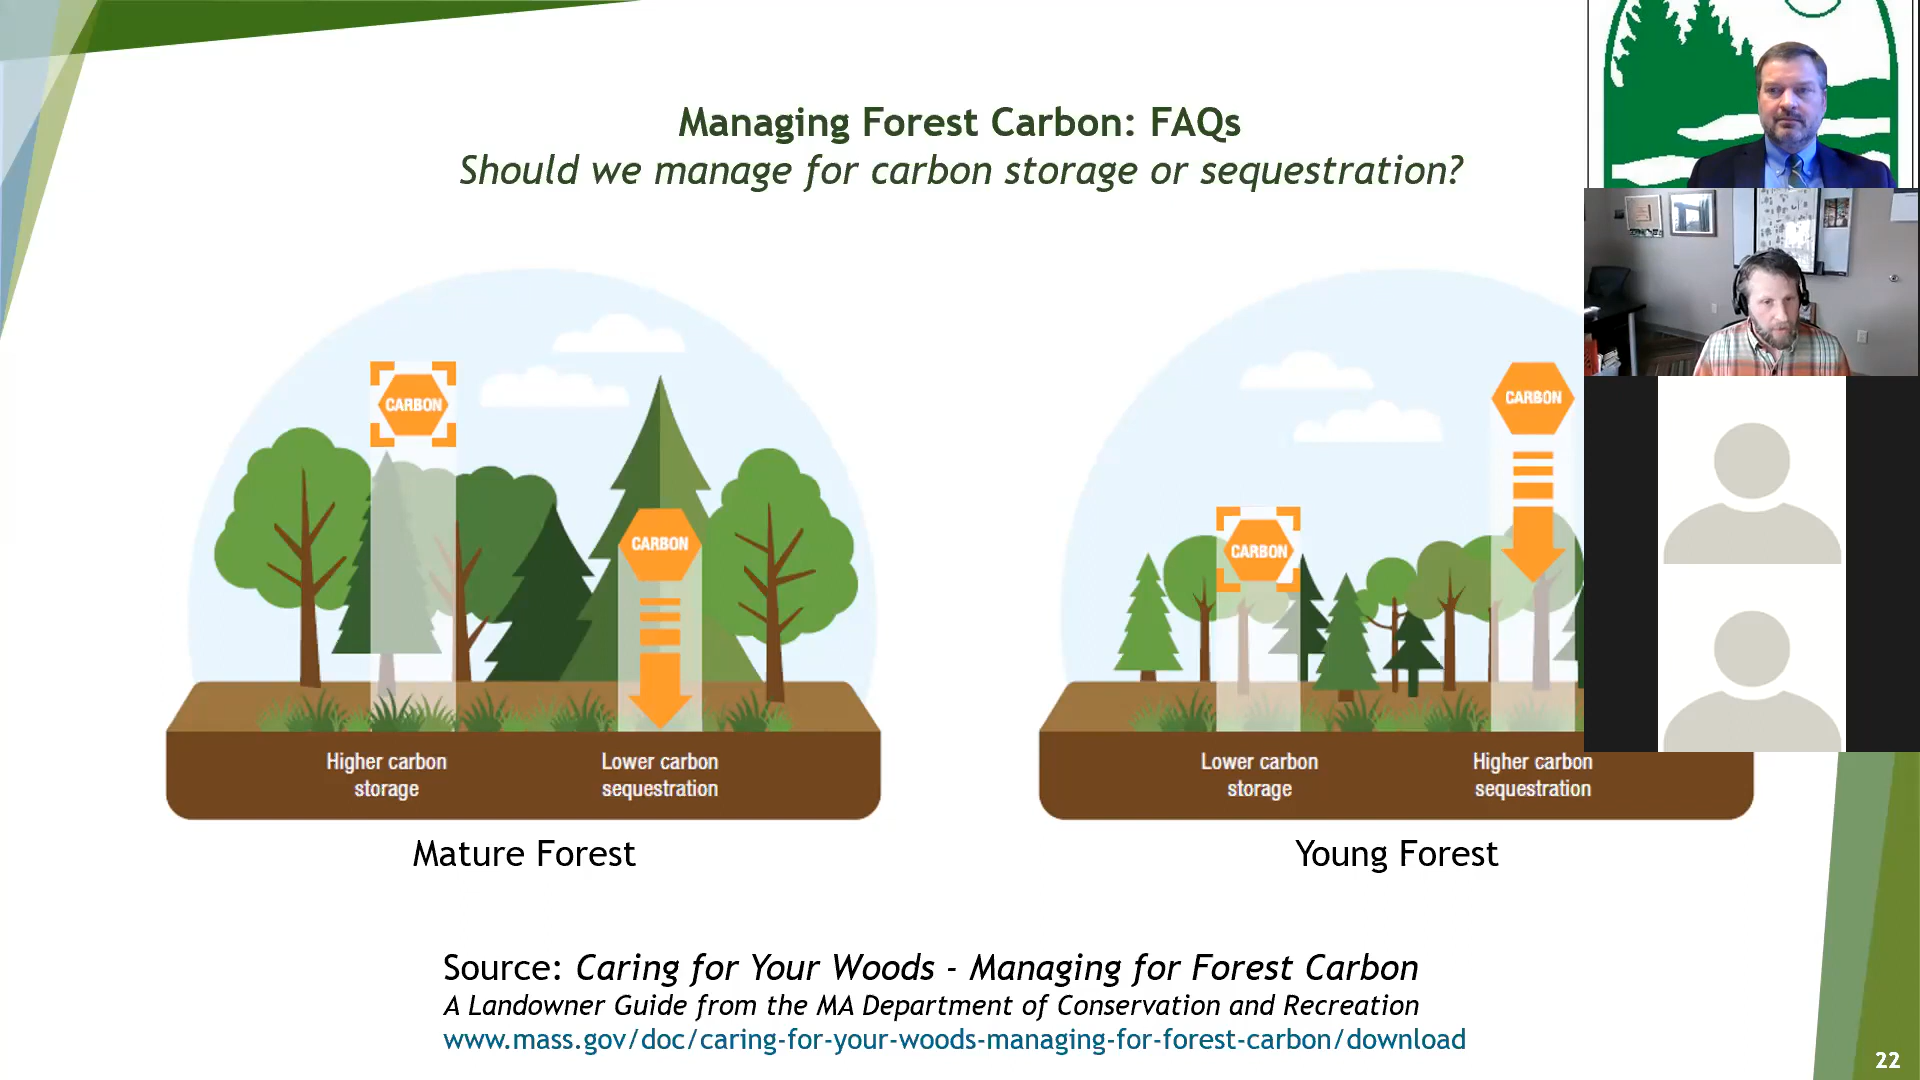 Managing Forest Carbon: FAQs
Should we manage for carbon storage or sequestration?
CARBON
CARBON
Higher carbon
storage
Lower carbon
sequestration
Mature Forest
CARBON
CARBON
Lower carbon
storage
Higher carbon
sequestration
Young Forest
Source: Caring for Your Woods - Managing for Forest Carbon
A Landowner Guide from the MA Department of Conservation and Recreation
www.mass.gov/doc/caring-for-your-woods-managing-for-forest-carbon/download
22